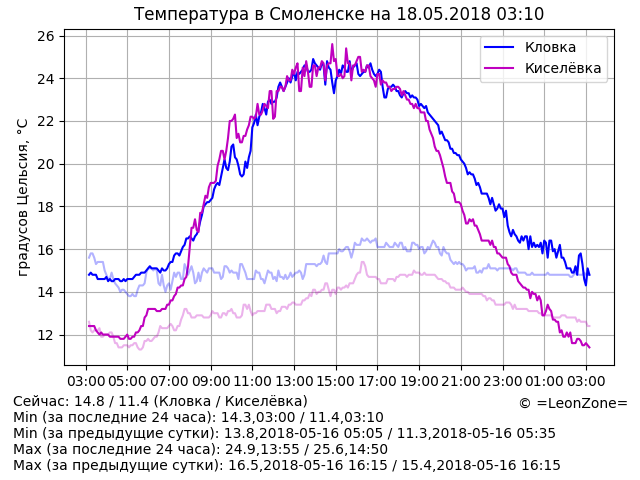 Температура в Смоленске на 18.05.2018 03:10
26
24
22
20
18
16
14
12
градусов Цельсия, °C
Кловка
Киселёвка
03:00 05:00 07:00 09:00 11:00 13:00 15:00 17:00 19:00 21:00 23:00 01:00 03:00
Сейчас: 14.8 / 11.4 (Кловка / Киселёвка)
© =LeonZone=
Min (за последние 24 часа): 14.3,03:00 / 11.4,03:10
Min (за предыдущие сутки): 13.8,2018-05-16 05:05 / 11.3,2018-05-16 05:35
Max (за последние 24 часа): 24.9,13:55 / 25.6,14:50
Max (за предыдущие сутки): 16.5,2018-05-16 16:15 / 15.4,2018-05-16 16:15